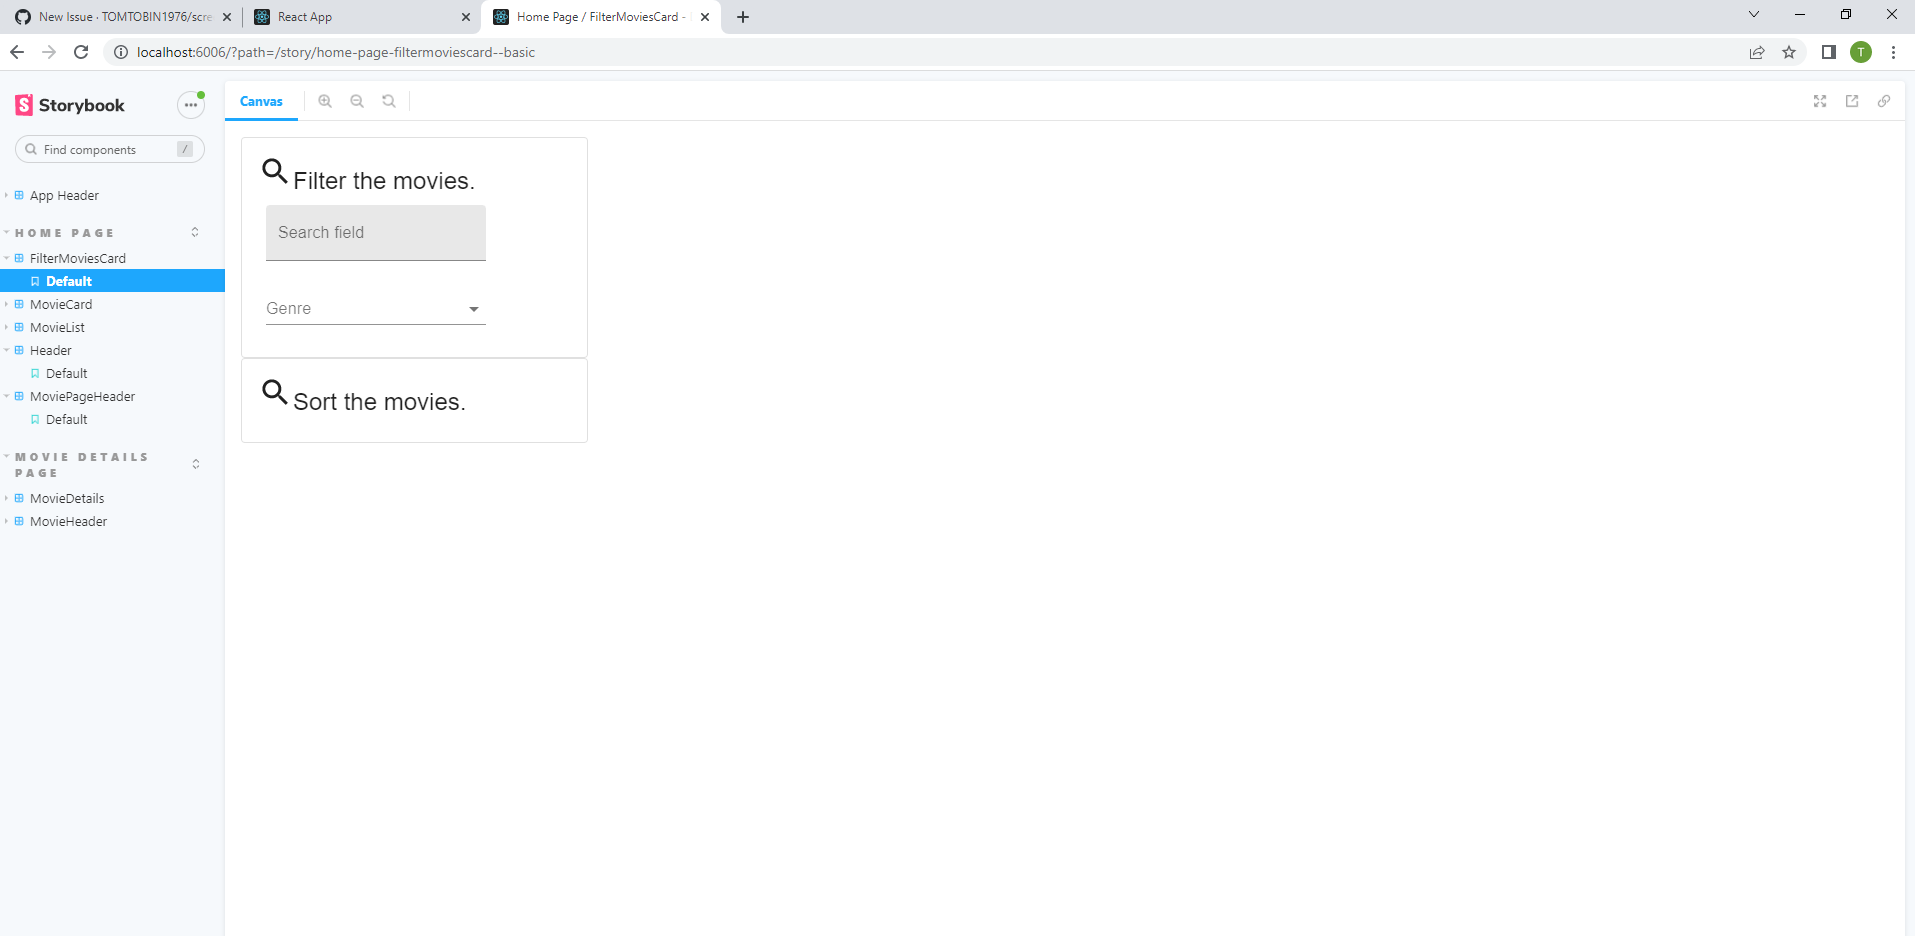 New Issue · TOMTOBIN1976/scre
React App
Home Page / FilterMoviesCard -
localhost:6006/?path=/story/home-page-filtermoviescard--basic
T
S Storybook
Find components /
App Header
HOME PAGE
FilterMoviesCard
Default
MovieCard
MovieList
Header
Default
MoviePageHeader
Default
MOVIE DETAILS
PAGE
MovieDetails
MovieHeader
Canvas
Filter the movies.
Search field
Genre
Sort the movies.